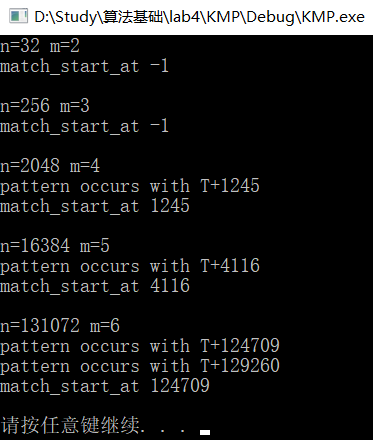 D:\Study\算法基础\lab4\KMP\Debug\KMP.exe
n=32 m=2
match_start_at -1
n=256 m=3
match_start_at -1
n=2048 m=4
pattern occurs with T+1245
match_start_at 1245
n=16384 m=5
pattern occurs with T+4116
match_start_at 4116
n=131072 m=6
pattern occurs with T+124709
pattern occurs with T+129260
match_start_at 124709
请按任意键继续. . .